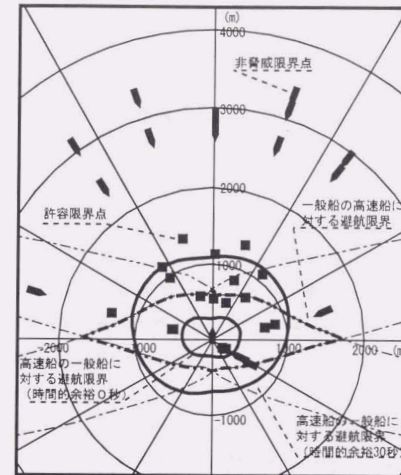 (m)
4000
非脅威限界点
3000
2000
一般船の高速船に
対する避航限界
許容限界点
1000
-2000
1000
2000
(m)
高速船の一般船に
対する避航限界
(時間的余裕0秒)
-1000
高速船の一般船に
対する避航限界
(時間的余裕30秒)